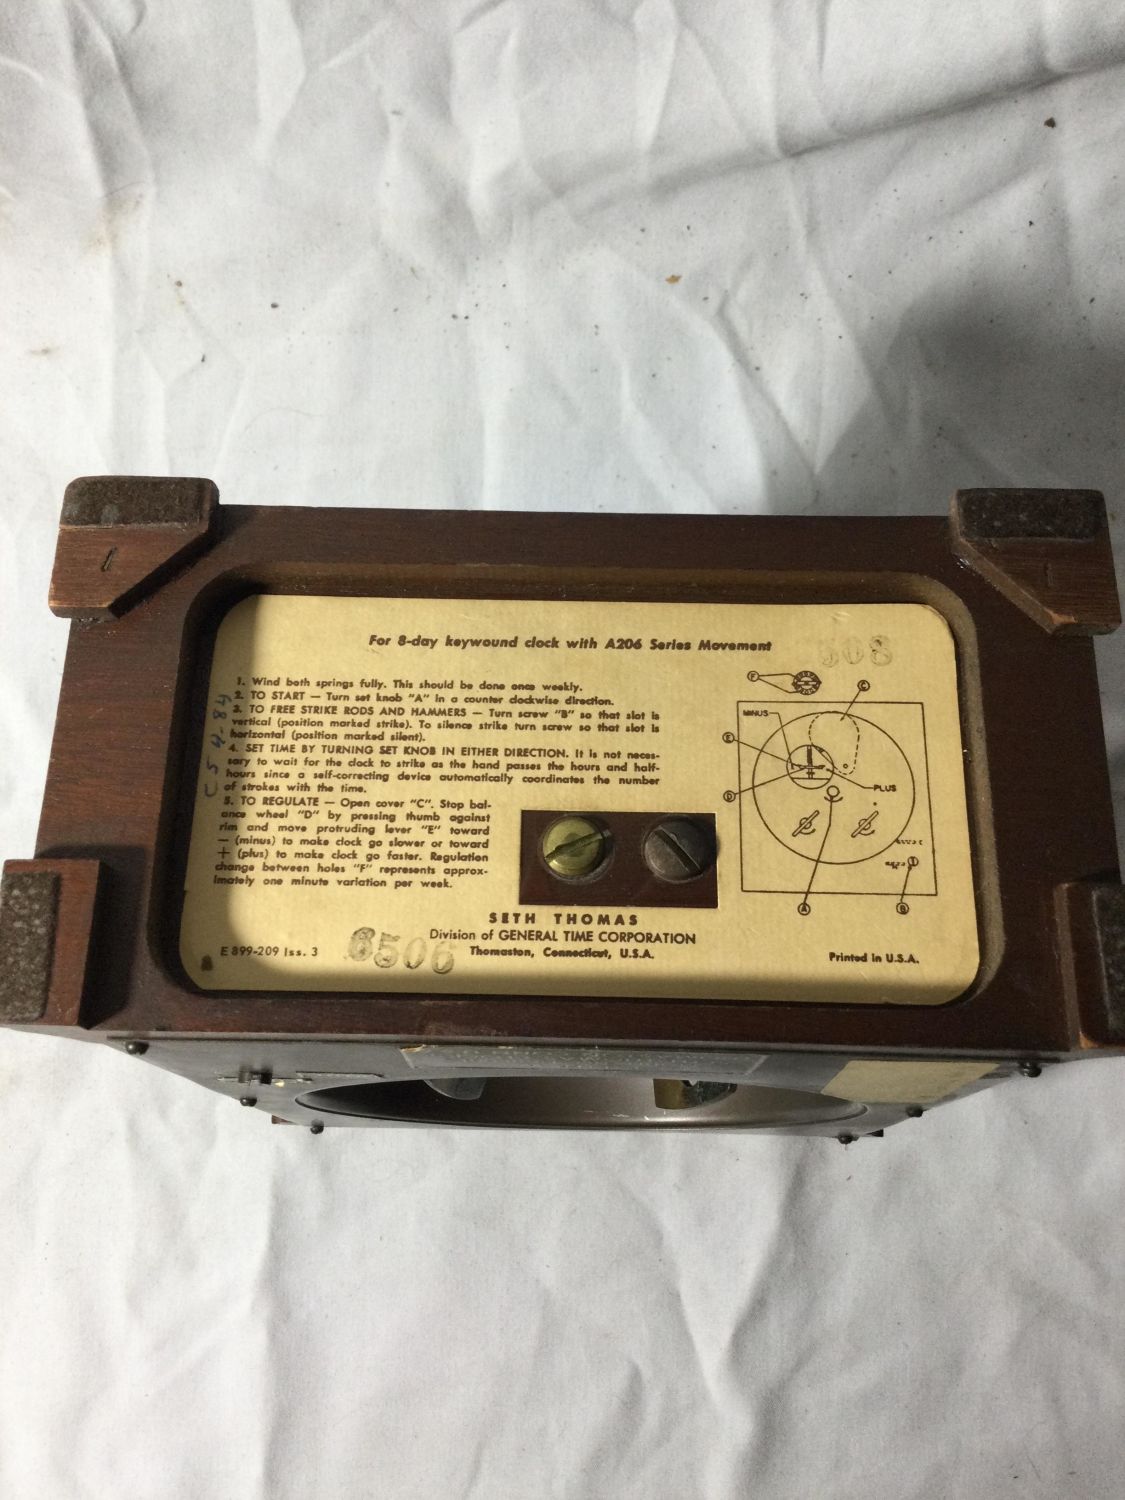 For 8-day keywound clock with A206 Series Movement
508
1. Wind both springs fully. This should be done once weekly.
2. TO START — Turn set knob "A" in a counter clockwise direction.
3. TO FREE STRIKE RODS AND HAMMERS — Turn screw "B" so that slot is
vertical (position marked strike). To silence strike turn screw so that slot is
horizontal (position marked silent).
4. SET TIME BY TURNING SET KNOB IN EITHER DIRECTION. It is not neces-
sary to wait for the clock to strike as the hand passes the hours and half-
hours since a self-correcting device automatically coordinates the number
of strokes with the time.
5. TO REGULATE — Open cover "C". Stop bal-
ance wheel "D" by pressing thumb against
rim and move protruding lever "E" toward
— (minus) to make clock go slower or toward
+ (plus) to make clock go faster. Regulation
change between holes "F" represents approx-
imately one minute variation per week.
F
C
MINUS
E
D
PLUS
A
B
SETH THOMAS
Division of GENERAL TIME CORPORATION
Thomaston, Connecticut, U.S.A.
E 899-209 Iss. 3
6506
Printed in U.S.A.